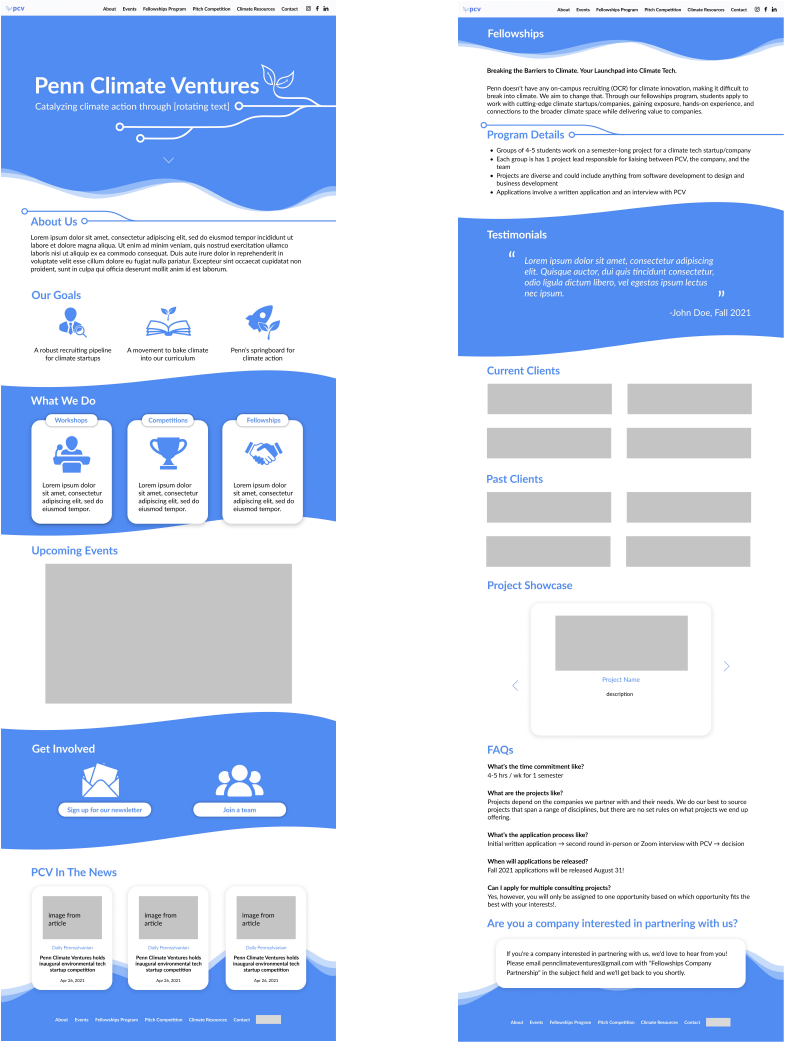 pcv
About Events Fellowships Program Pitch Competition Climate Resources Contact
Penn Climate Ventures
Catalyzing climate action through [rotating text]
About Us
Lorem ipsum dolor sit amet, consectetur adipiscing elit, sed do eiusmod tempor incididunt ut
labore et dolore magna aliqua. Ut enim ad minim veniam, quis nostrud exercitation ullamco
laboris nisi ut aliquip ex ea commodo consequat. Duis aute irure dolor in reprehenderit in
voluptate velit esse cillum dolore eu fugiat nulla pariatur. Excepteur sint occaecat cupidatat non
proident, sunt in culpa qui officia deserunt mollit anim id est laborum.
Our Goals
A robust recruiting pipeline
for climate startups
A movement to bake climate
into our curriculum
Penn's springboard for
climate action
What We Do
Workshops
Lorem ipsum dolor
sit amet, consectetur
adipiscing elit, sed do
eiusmod tempor.
Competitions
Lorem ipsum dolor
sit amet, consectetur
adipiscing elit, sed do
eiusmod tempor.
Fellowships
Lorem ipsum dolor
sit amet, consectetur
adipiscing elit, sed do
eiusmod tempor.
Upcoming Events
Get Involved
Sign up for our newsletter
Join a team
PCV In The News
image from
article
Daily Pennsylvanian
Penn Climate Ventures holds
inaugural environmental tech
startup competition
Apr 26, 2021
image from
article
Daily Pennsylvanian
Penn Climate Ventures holds
inaugural environmental tech
startup competition
Apr 26, 2021
image from
article
Daily Pennsylvanian
Penn Climate Ventures holds
inaugural environmental tech
startup competition
Apr 26, 2021
About Events Fellowships Program Pitch Competition Climate Resources Contact
pcv
About Events Fellowships Program Pitch Competition Climate Resources Contact
Fellowships
Breaking the Barriers to Climate. Your Launchpad into Climate Tech.
Penn doesn't have any on-campus recruiting (OCR) for climate innovation, making it difficult to
break into climate. We aim to change that. Through our fellowships program, students apply to
work with cutting-edge climate startups/companies, gaining exposure, hands-on experience, and
connections to the broader climate space while delivering value to companies.
Program Details
• Groups of 4-5 students work on a semester-long project for a climate tech startup/company
• Each group is has 1 project lead responsible for liaising between PCV, the company, and the
team
• Projects are diverse and could include anything from software development to design and
business development
• Applications involve a written application and an interview with PCV
Testimonials
“ Lorem ipsum dolor sit amet, consectetur adipiscing
elit. Quisque auctor, dui quis tincidunt consectetur,
odio ligula dictum libero, vel egestas ipsum lectus
nec ipsum. ”
-John Doe, Fall 2021
Current Clients
Past Clients
Project Showcase
Project Name
description
FAQs
What's the time commitment like?
4-5 hrs / wk for 1 semester
What are the projects like?
Projects depend on the companies we partner with and their needs. We do our best to source
projects that span a range of disciplines, but there are no set rules on what projects we end up
offering.
What's the application process like?
Initial written application → second round in-person or Zoom interview with PCV → decision
When will applications be released?
Fall 2021 applications will be released August 31!
Can I apply for multiple consulting projects?
Yes, however, you will only be assigned to one opportunity based on which opportunity fits the
best with your interests!.
Are you a company interested in partnering with us?
If you're a company interested in partnering with us, we'd love to hear from you!
Please email pennclimateventures@gmail.com with "Fellowships Company
Partnership" in the subject field and we'll get back to you shortly.
About Events Fellowships Program Pitch Competition Climate Resources Contact